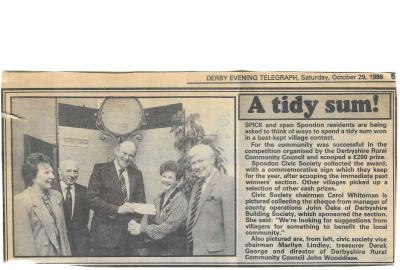 DERBY EVENING TELEGRAPH, Saturday, October 29, 1988 5
THE
A tidy sum!
SPICK and span Spondon residents are being
asked to think of ways to spend a tidy sum won
in a best-kept village contest.
For the community was successful in the
competition organised by the Derbyshire Rural
Community Council and scooped a £200 prize.
Spondon Civic Society collected the award;
with a commemorative sign which they keep
for the year, after scooping the immediate past
winners' section. Other villages picked up a
selection of other cash prizes.
Civic Society chairman Carol Whiteman is
pictured collecting the cheque from manager of
county operations John Oake of Derbyshire
Building Society, which sponsored the section.
She said: "We're looking for suggestions from
villagers for something to benefit the local
community."
Also pictured are, from left, civic society vice
chairman Marilyn Lindley, treasurer Derek
George and director of Derbyshire Rural
Community Council John Wooddisse.